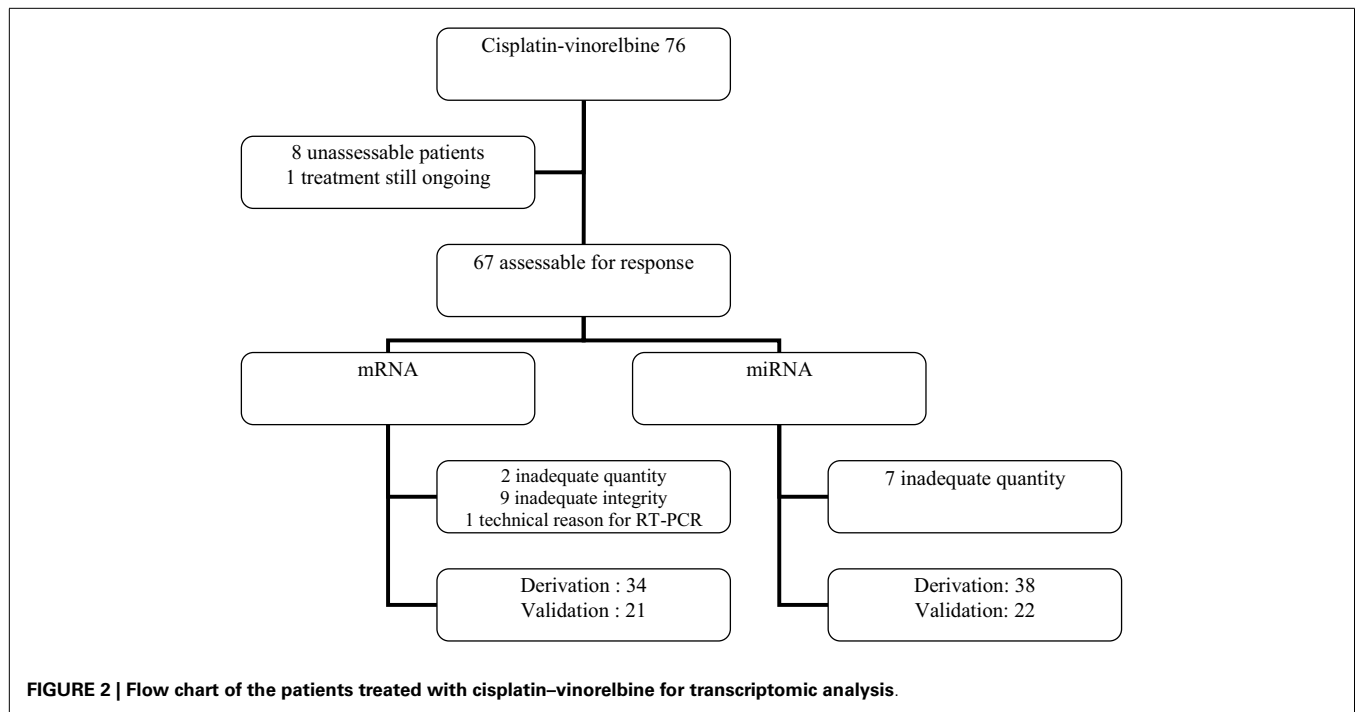 Cisplatin-vinorelbine 76
8 unassessable patients
1 treatment still ongoing
67 assessable for response
mRNA
miRNA
2 inadequate quantity
9 inadequate integrity
1 technical reason for RT-PCR
7 inadequate quantity
Derivation : 34
Validation : 21
Derivation: 38
Validation: 22
FIGURE 2 | Flow chart of the patients treated with cisplatin–vinorelbine for transcriptomic analysis.